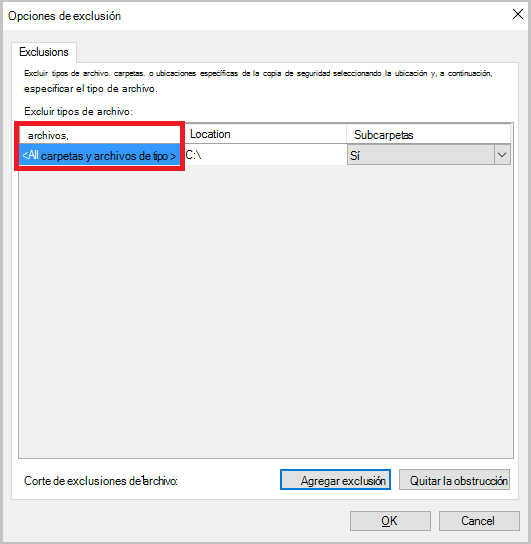 Opciones de exclusión
Exclusions
Excluir tipos de archivo. carpetas. o ubicaciones específicas de la copia de seguridad seleccionando la ubicación y, a continuación,
especificar el tipo de archivo.
Excluir tipos de archivo:
archivos, Location Subcarpetas
<All carpetas y archivos de tipo > C:\ Sí
Corte de exclusiones de archivo: Agregar exclusión Quitar la obstrucción
OK Cancel